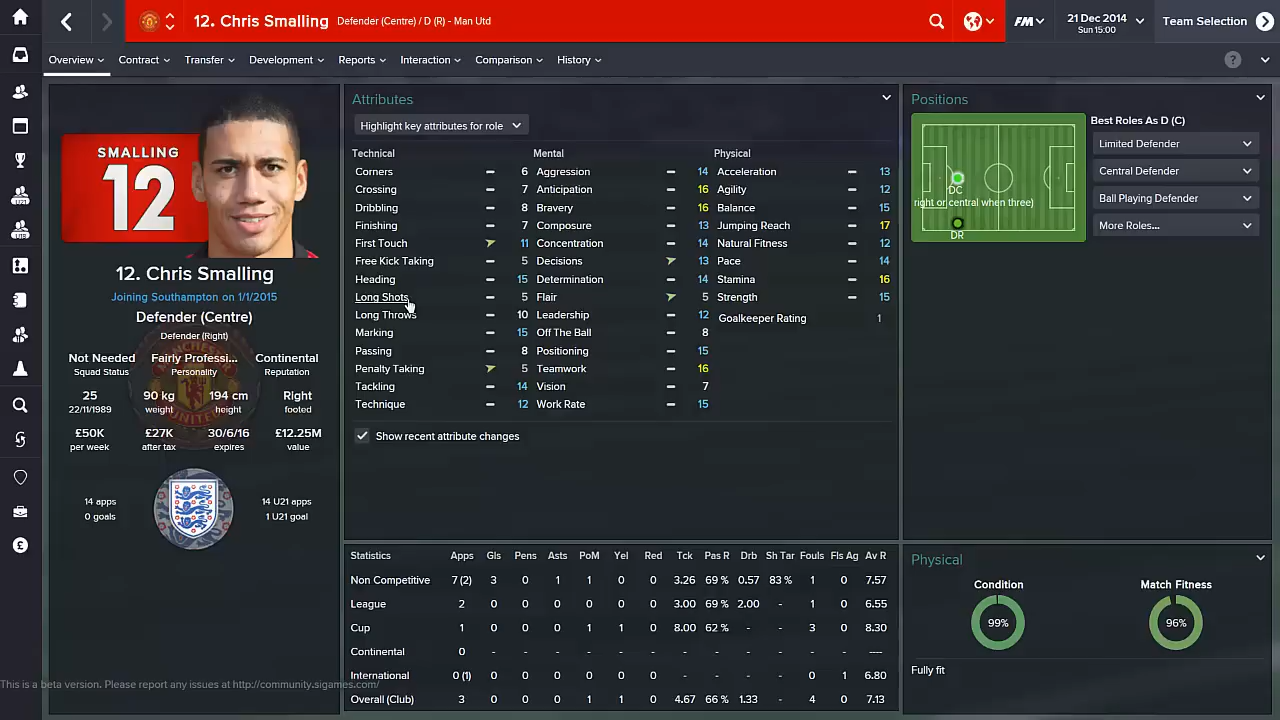 12. Chris Smalling Defender (Centre) / D (R) - Man Utd FM 21 Dec 2014 Team Selection
Sun 15:00
Overview Contract Transfer Development Reports Interaction Comparison History ?
SMALLING
12
12. Chris Smalling
Joining Southampton on 1/1/2015
Defender (Centre)
Defender (Right)
Not Needed Fairly Professi... Continental
Squad Status Personality Reputation
25 90 kg 194 cm Right
22/11/1989 weight height footed
£50K £27K 30/6/16 £12.25M
per week after tax expires value
14 apps 14 U21 apps
0 goals 1 U21 goal
Attributes
Highlight key attributes for role
Technical Mental Physical
Corners 6 Aggression 14 Acceleration 13
Crossing 7 Anticipation 16 Agility 12
Dribbling 8 Bravery 16 Balance 15
Finishing 7 Composure 13 Jumping Reach 17
First Touch 11 Concentration 14 Natural Fitness 12
Free Kick Taking 5 Decisions 13 Pace 14
Heading 15 Determination 14 Stamina 16
Long Shots 5 Flair 5 Strength 15
Long Throws 10 Leadership 12 Goalkeeper Rating 1
Marking 15 Off The Ball 8
Passing 8 Positioning 15
Penalty Taking 5 Teamwork 16
Tackling 14 Vision 7
Technique 12 Work Rate 15
Show recent attribute changes
Positions
DC
right or central when three)
DR
Best Roles As D (C)
Limited Defender
Central Defender
Ball Playing Defender
More Roles...
Statistics Apps Gls Pens Asts PoM Yel Red Tck Pas R Drb Sh Tar Fouls Fls Ag Av R
Non Competitive 7 (2) 3 0 1 1 0 0 3.26 69 % 0.57 83 % 1 0 7.57
League 2 0 0 0 0 0 0 3.00 69 % 2.00 - 1 0 6.55
Cup 1 0 0 0 1 1 0 8.00 62 % - - 3 0 8.30
Continental 0 - - - - - - - - - - - - ----
International 0 (1) 0 0 0 0 0 0 - - - - 0 1 6.80
Overall (Club) 3 0 0 0 1 1 0 4.67 66 % 1.33 - 4 0 7.13
Physical
Condition Match Fitness
99% 96%
Fully fit
This is a beta version. Please report any issues at http://community.sigames.com/